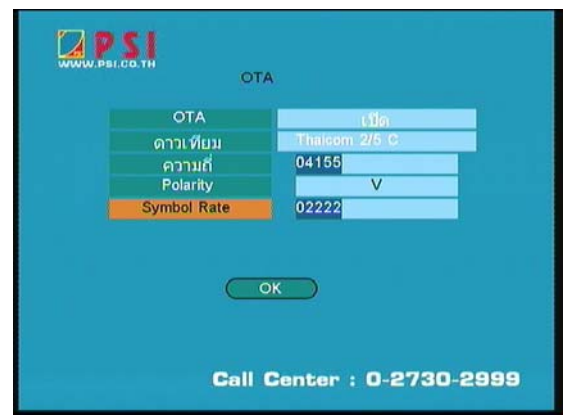 PSI
WWW.PSI.CO.TH
OTA
OTA เปิด
ดาวเทียม Thaicom 2/5 C
ความถี่ 04155
Polarity V
Symbol Rate 02222
OK
Call Center : 0-2730-2999